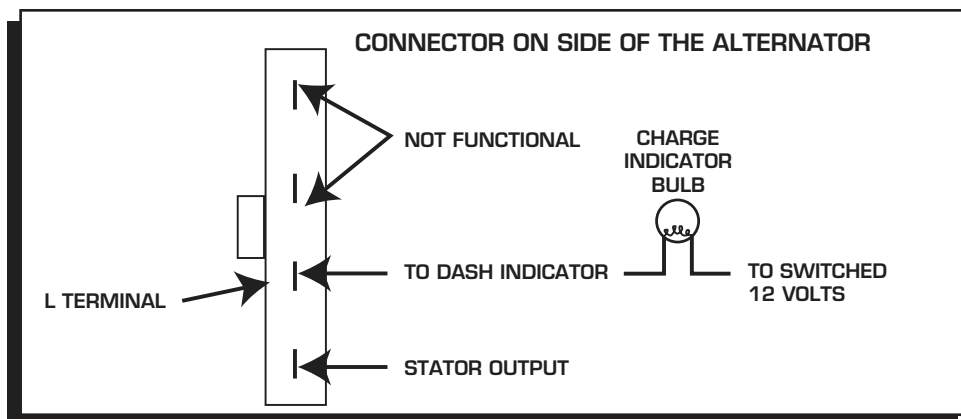 CONNECTOR ON SIDE OF THE ALTERNATOR
NOT FUNCTIONAL
CHARGE
INDICATOR
BULB
TO DASH INDICATOR
TO SWITCHED
12 VOLTS
L TERMINAL
STATOR OUTPUT